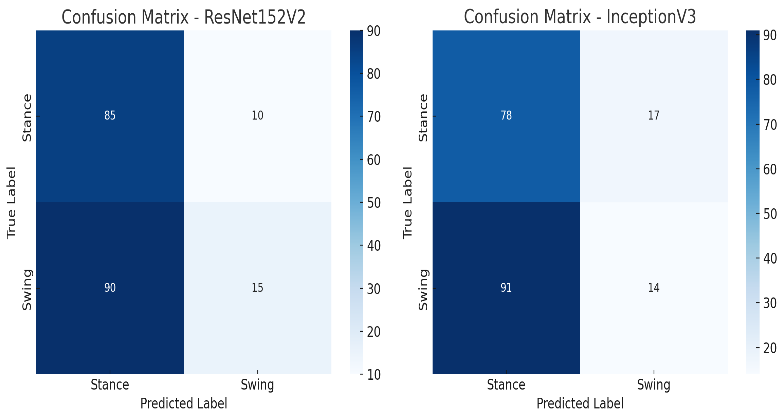 Confusion Matrix - ResNet152V2
Stance
Swing
True Label
85
10
90
15
Stance
Swing
Predicted Label
90
80
70
60
50
40
30
20
10
Confusion Matrix - InceptionV3
Stance
Swing
True Label
78
17
91
14
Stance
Swing
Predicted Label
90
80
70
60
50
40
30
20